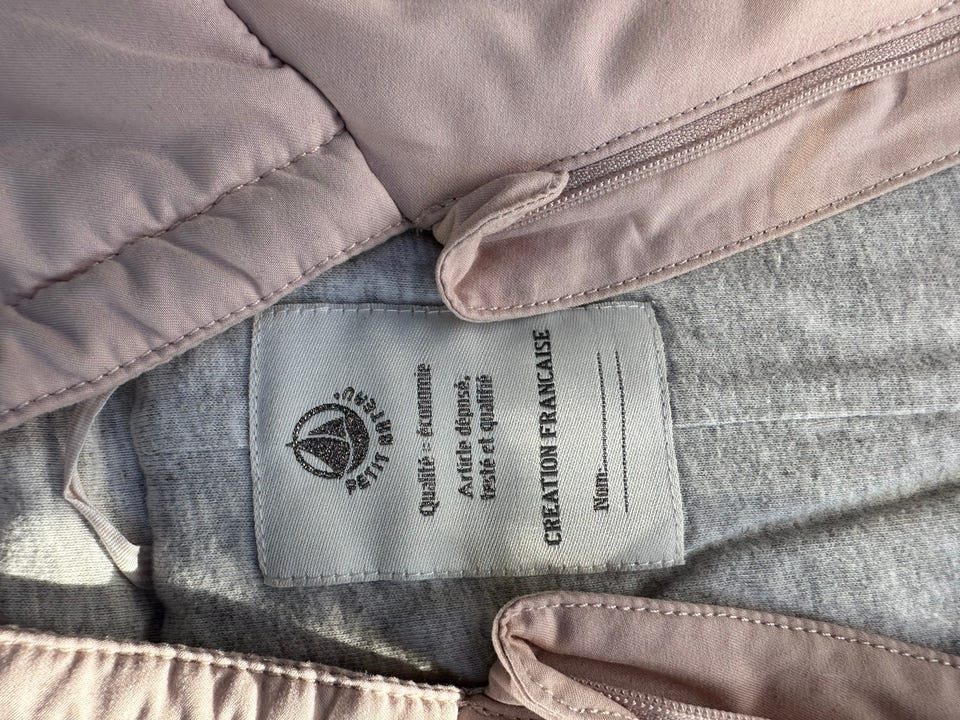 PETIT BATEAU
Qualité = économie
Article déposé,
testé et qualifié
CREATION FRANCAISE
Nom: